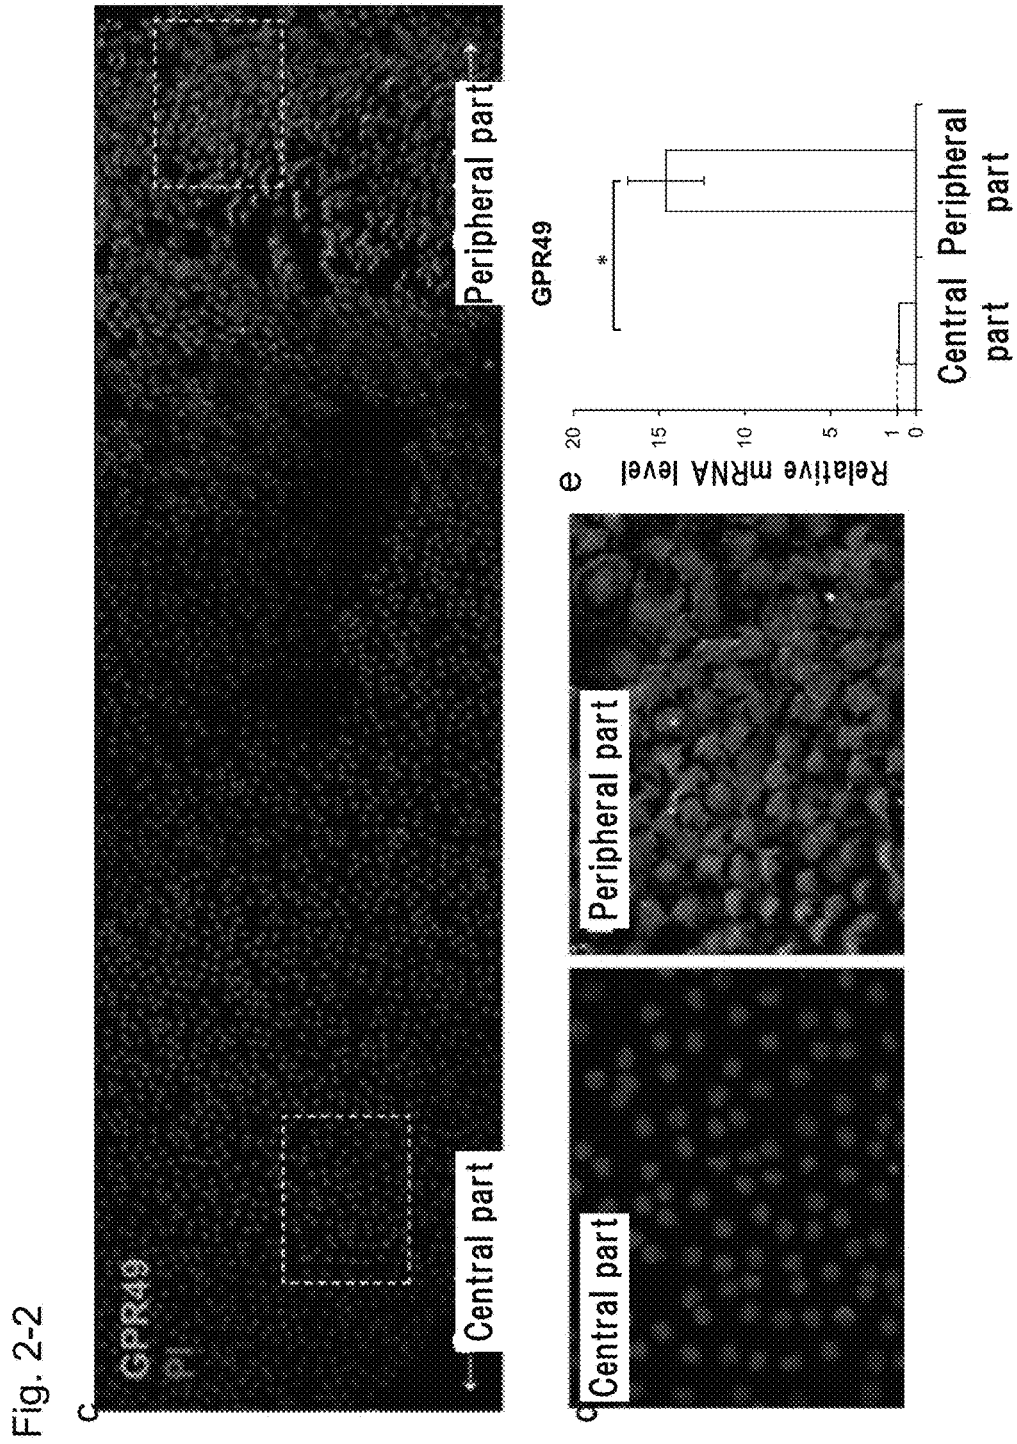 Fig. 2-2
c
GPR49
PI
Central part
Peripheral part
d
Central part
Peripheral part
e
GPR49
*
Relative mRNA level
20
15
10
5
1
0
Central
part
Peripheral
part